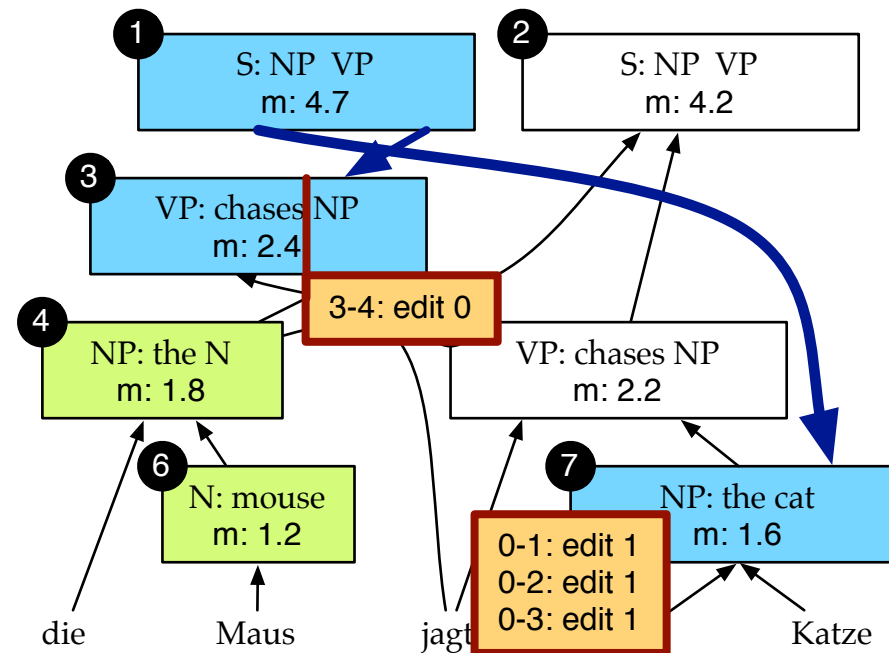 1
S: NP VP
m: 4.7
2
S: NP VP
m: 4.2
3
VP: chases NP
m: 2.4
3-4: edit 0
4
NP: the N
m: 1.8
VP: chases NP
m: 2.2
6
N: mouse
m: 1.2
7
NP: the cat
m: 1.6
0-1: edit 1
0-2: edit 1
0-3: edit 1
die Maus jagt Katze